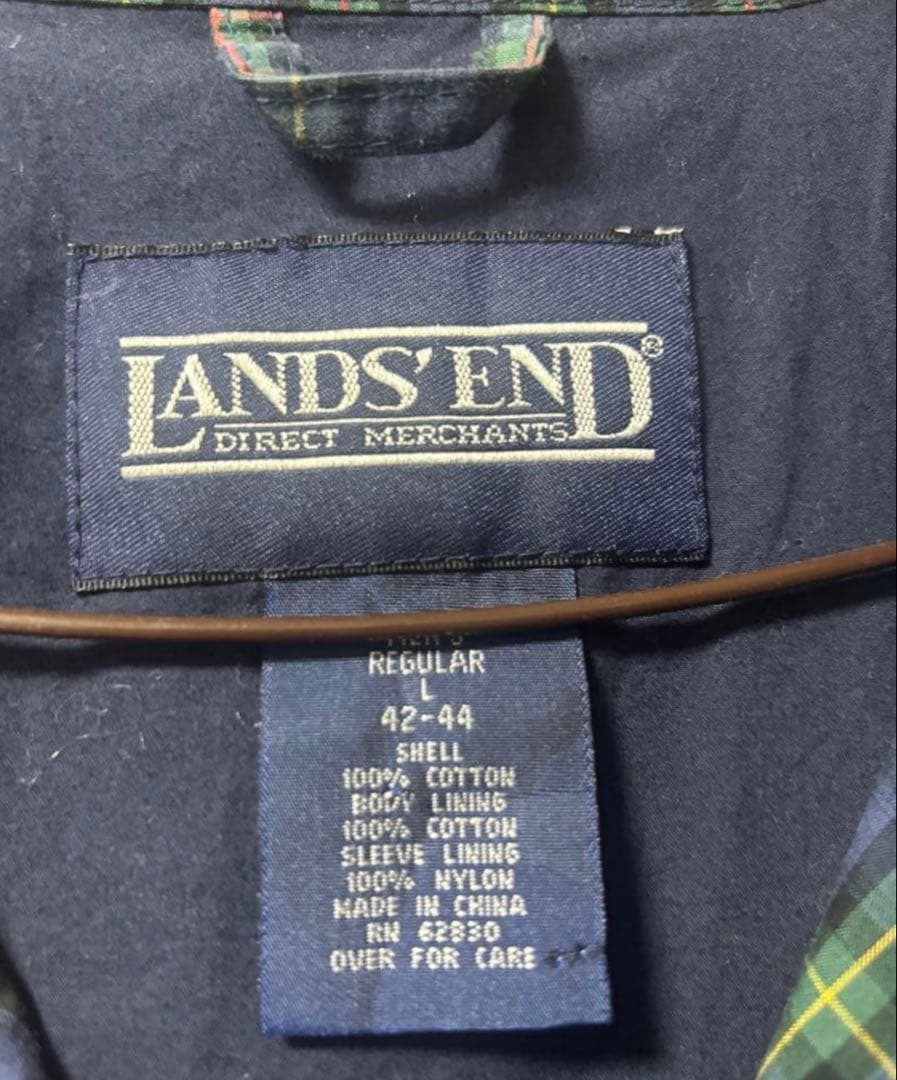 LANDS' END®
DIRECT MERCHANTS
MEN'S
REGULAR
L
42-44
SHELL
100% COTTON
BODY LINING
100% COTTON
SLEEVE LINING
100% NYLON
MADE IN CHINA
RN 62830
OVER FOR CARE